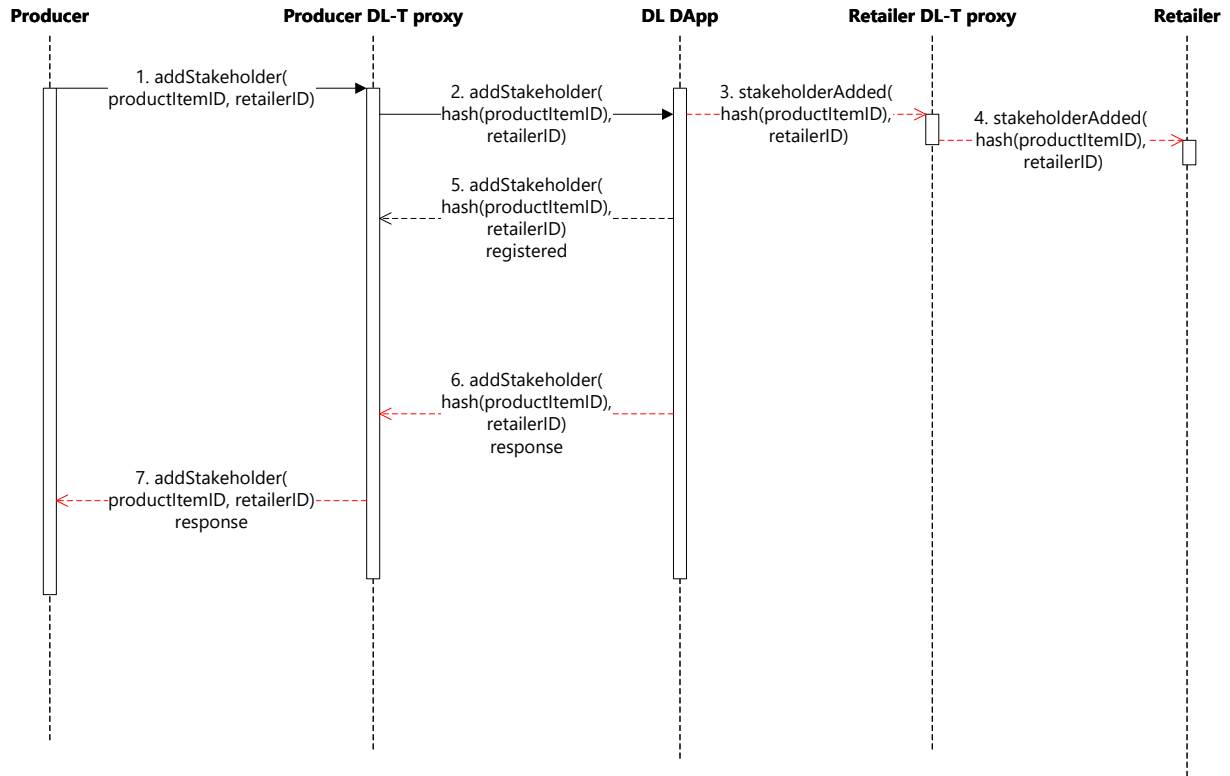 Producer
Producer DL-T proxy
DL DApp
Retailer DL-T proxy
Retailer
1. addStakeholder(
productItemID, retailerID)
2. addStakeholder(
hash(productItemID),
retailerID)
3. stakeholderAdded(
hash(productItemID),
retailerID)
4. stakeholderAdded(
hash(productItemID),
retailerID)
5. addStakeholder(
hash(productItemID),
retailerID)
registered
6. addStakeholder(
hash(productItemID),
retailerID)
response
7. addStakeholder(
productItemID, retailerID)
response